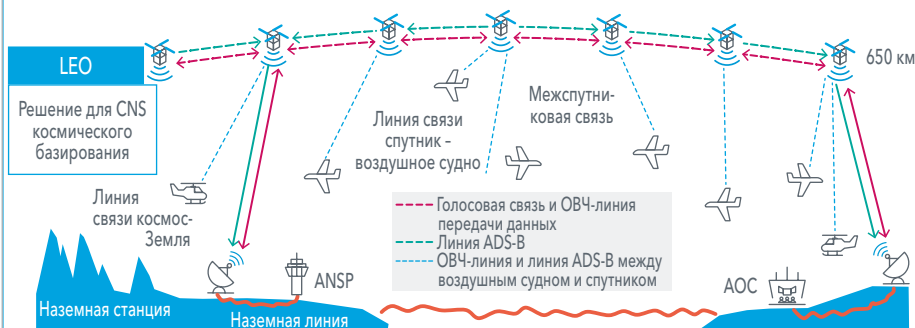 LEO
650 км
Решение для CNS
космического
базирования
Межспутни-
ковая связь
Линия связи
спутник –
воздушное судно
Линия
связи космос-
Земля
Голосовая связь и ОВЧ-линия
передачи данных
Линия ADS-B
ОВЧ-линия и линия ADS-B между
воздушным судном и спутником
ANSP
AOC
Наземная станция
Наземная линия